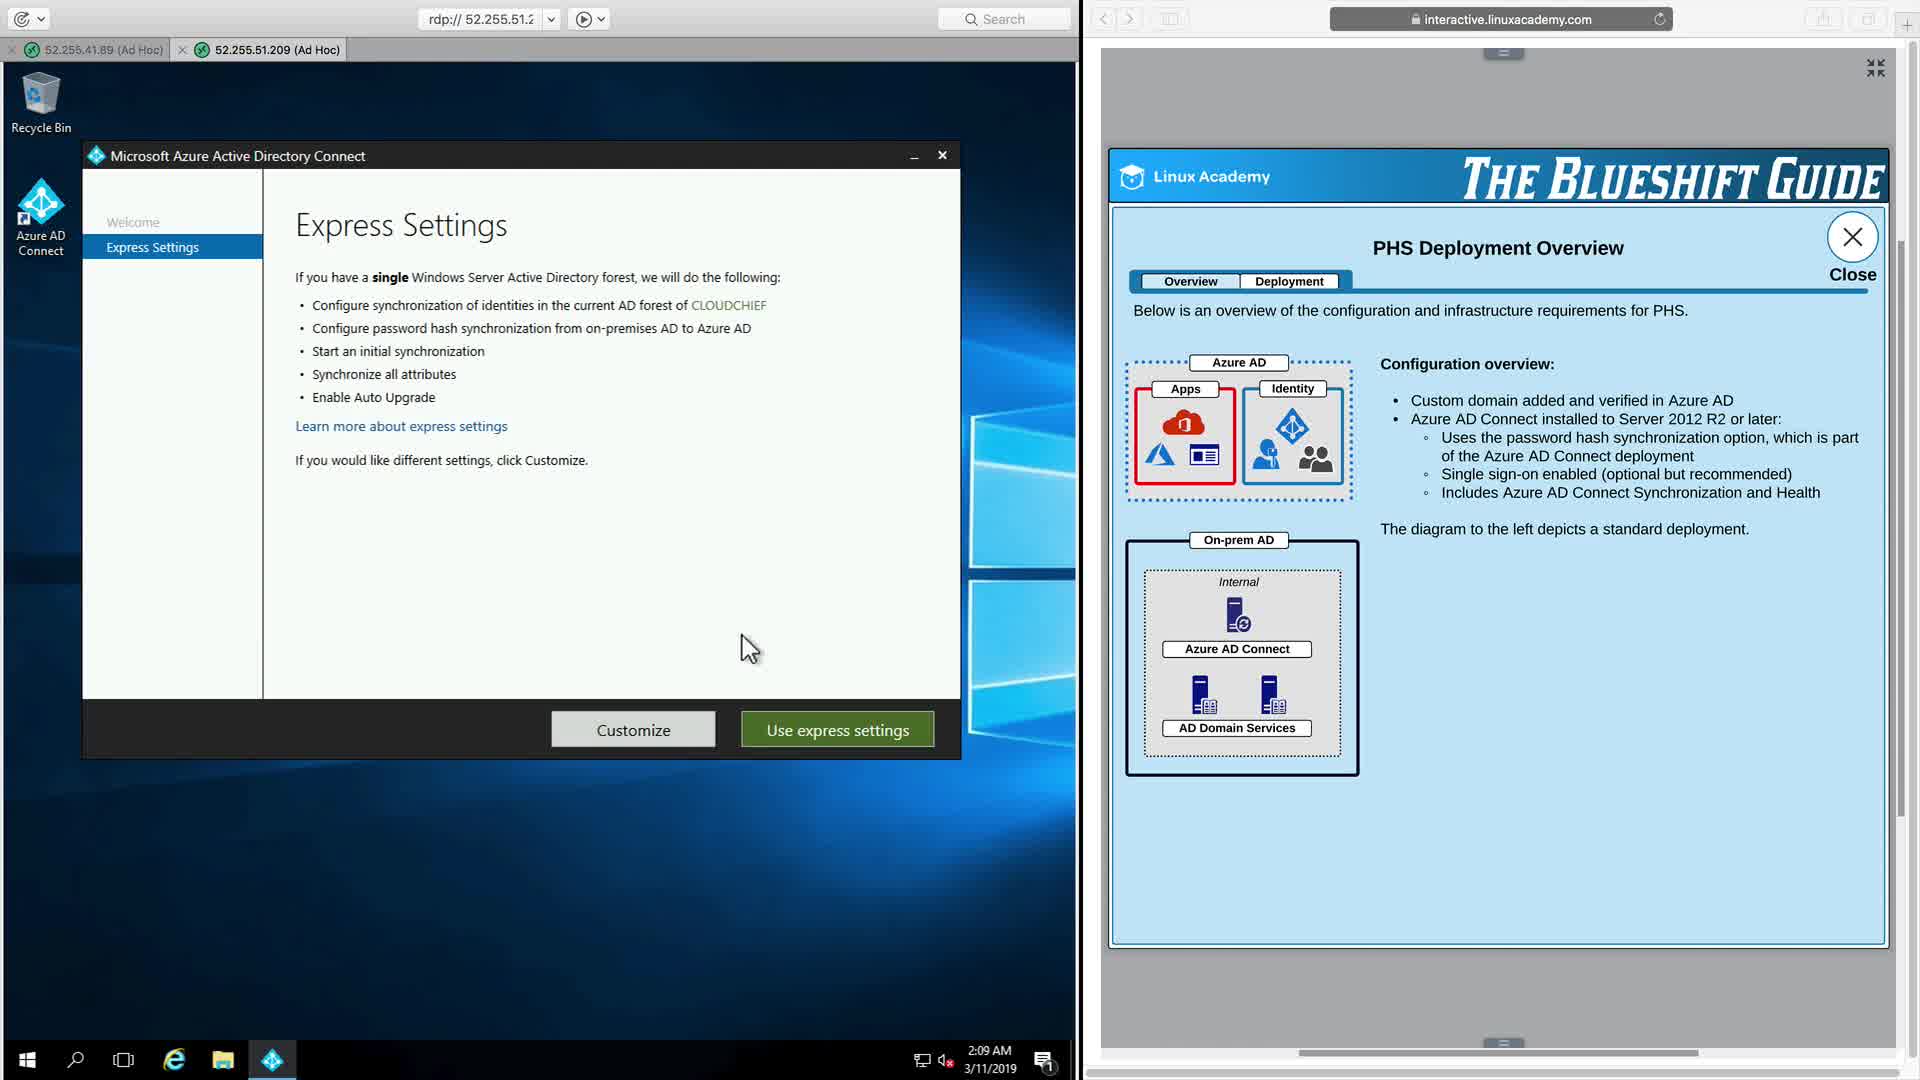 rdp:// 52.255.51.2
Search
52.255.41.89 (Ad Hoc)
52.255.51.209 (Ad Hoc)
Recycle Bin
Azure AD
Connect
Microsoft Azure Active Directory Connect
Welcome
Express Settings
Express Settings
If you have a single Windows Server Active Directory forest, we will do the following:
• Configure synchronization of identities in the current AD forest of CLOUDCHIEF
• Configure password hash synchronization from on-premises AD to Azure AD
• Start an initial synchronization
• Synchronize all attributes
• Enable Auto Upgrade
Learn more about express settings
If you would like different settings, click Customize.
Customize
Use express settings
2:09 AM
3/11/2019
1
interactive.linuxacademy.com
Linux Academy
THE BLUESHIFT GUIDE
PHS Deployment Overview
Close
Overview
Deployment
Below is an overview of the configuration and infrastructure requirements for PHS.
Azure AD
Apps
Identity
On-prem AD
Internal
Azure AD Connect
AD Domain Services
Configuration overview:
• Custom domain added and verified in Azure AD
• Azure AD Connect installed to Server 2012 R2 or later:
◦ Uses the password hash synchronization option, which is part
of the Azure AD Connect deployment
◦ Single sign-on enabled (optional but recommended)
◦ Includes Azure AD Connect Synchronization and Health
The diagram to the left depicts a standard deployment.